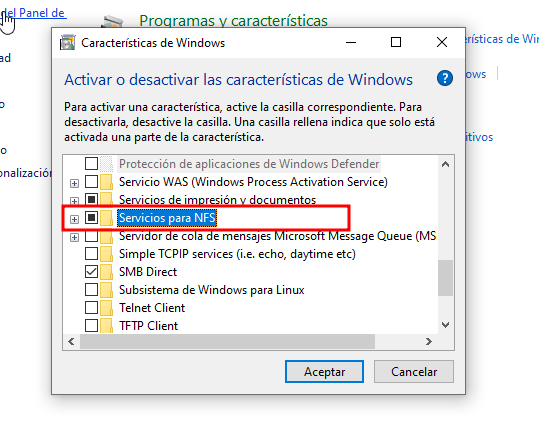 del Panel de
Programas y características
erísticas de Wi
ad
ows
o
itivos
o
onalización
Características de Windows
Activar o desactivar las características de Windows
Para activar una característica, active la casilla correspondiente. Para
desactivarla, desactive la casilla. Una casilla rellena indica que solo está
activada una parte de la característica.
Protección de aplicaciones de Windows Defender
Servicio WAS (Windows Process Activation Service)
Servicios de impresión y documentos
Servicios para NFS
Servidor de cola de mensajes Microsoft Message Queue (MS
Simple TCPIP services (i.e. echo, daytime etc)
SMB Direct
Subsistema de Windows para Linux
Telnet Client
TFTP Client
Aceptar
Cancelar